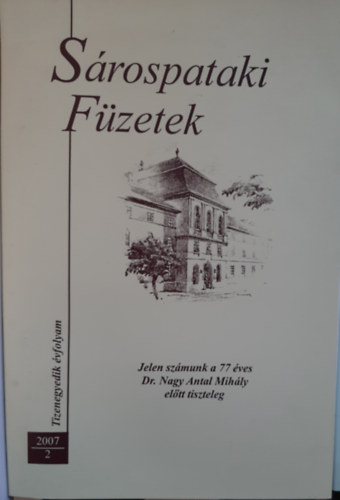 Sárospataki
Füzetek
Jelen számunk a 77 éves
Dr. Nagy Antal Mihály
előtt tiszteleg
Tizenegyedik évfolyam
2007
2